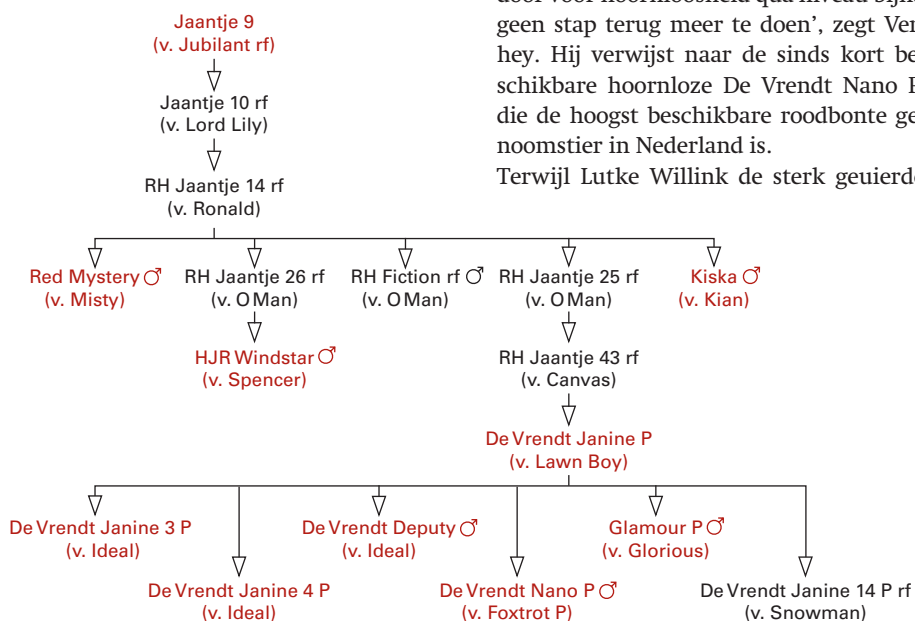 Jaantje 9
(v. Jubilant rf)
Jaantje 10 rf
(v. Lord Lily)
RH Jaantje 14 rf
(v. Ronald)
Red Mystery ♂
(v. Misty)
RH Jaantje 26 rf
(v. O Man)
RH Fiction rf ♂
(v. O Man)
RH Jaantje 25 rf
(v. O Man)
Kiska ♂
(v. Kian)
HJR Windstar ♂
(v. Spencer)
RH Jaantje 43 rf
(v. Canvas)
De Vrendt Janine P
(v. Lawn Boy)
De Vrendt Janine 3 P
(v. Ideal)
De Vrendt Deputy ♂
(v. Ideal)
Glamour P ♂
(v. Glorious)
De Vrendt Janine 4 P
(v. Ideal)
De Vrendt Nano P ♂
(v. Foxtrot P)
De Vrendt Janine 14 P rf
(v. Snowman)
geen stap terug meer te doen’, zegt Ver
hey. Hij verwijst naar de sinds kort be
schikbare hoornloze De Vrendt Nano
die de hoogst beschikbare roodbonte ge
noomstier in Nederland is.
Terwijl Lutke Willink de sterk geuierd